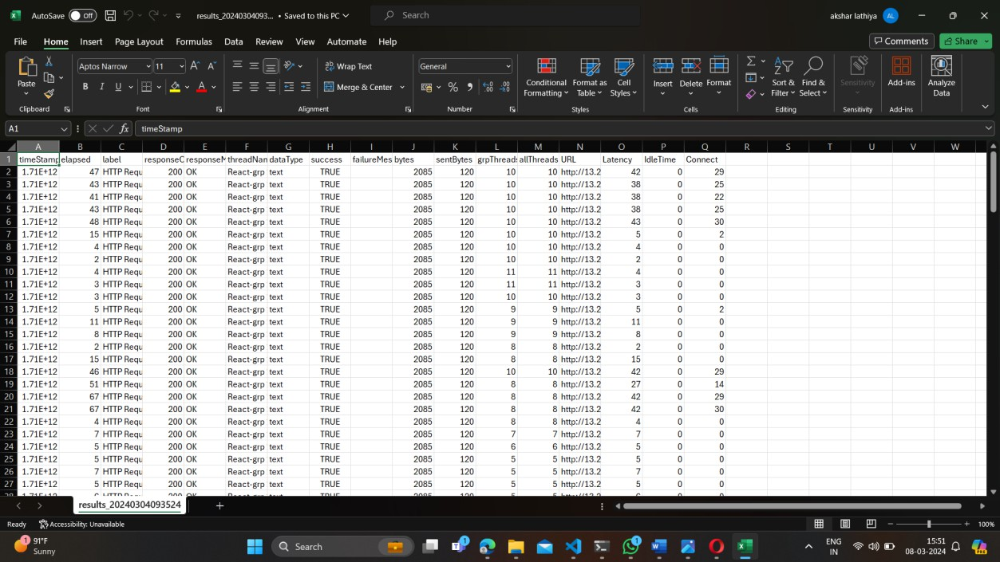 AutoSave Off results_20240304093... • Saved to this PC Search akshar lathiya AL
File Home Insert Page Layout Formulas Data Review View Automate Help Comments Share
Paste Aptos Narrow 11 Wrap Text General Conditional Formatting Format as Table Cell Styles Insert Delete Format Sort & Filter Find & Select Sensitivity Add-ins Analyze Data
B I U A Merge & Center
Clipboard Font Alignment Number Styles Cells Editing Sensitivity Add-ins
A1 fx timeStamp
A B C D E F G H I J K L M N O P Q R S T U V W
1 timeStamp elapsed label responseC responseM threadNan dataType success failureMes bytes sentBytes grpThreads allThreads URL Latency IdleTime Connect
2 1.71E+12 47 HTTP Requ 200 OK React-grp text TRUE 2085 120 10 10 http://13.2 42 0 29
3 1.71E+12 43 HTTP Requ 200 OK React-grp text TRUE 2085 120 10 10 http://13.2 38 0 25
4 1.71E+12 41 HTTP Requ 200 OK React-grp text TRUE 2085 120 10 10 http://13.2 38 0 22
5 1.71E+12 43 HTTP Requ 200 OK React-grp text TRUE 2085 120 10 10 http://13.2 38 0 25
6 1.71E+12 48 HTTP Requ 200 OK React-grp text TRUE 2085 120 10 10 http://13.2 43 0 30
7 1.71E+12 15 HTTP Requ 200 OK React-grp text TRUE 2085 120 10 10 http://13.2 5 0 2
8 1.71E+12 4 HTTP Requ 200 OK React-grp text TRUE 2085 120 10 10 http://13.2 4 0 0
9 1.71E+12 2 HTTP Requ 200 OK React-grp text TRUE 2085 120 10 10 http://13.2 2 0 0
10 1.71E+12 4 HTTP Requ 200 OK React-grp text TRUE 2085 120 11 11 http://13.2 4 0 0
11 1.71E+12 3 HTTP Requ 200 OK React-grp text TRUE 2085 120 11 11 http://13.2 3 0 0
12 1.71E+12 3 HTTP Requ 200 OK React-grp text TRUE 2085 120 10 10 http://13.2 3 0 0
13 1.71E+12 5 HTTP Requ 200 OK React-grp text TRUE 2085 120 9 9 http://13.2 5 0 2
14 1.71E+12 11 HTTP Requ 200 OK React-grp text TRUE 2085 120 9 9 http://13.2 11 0 0
15 1.71E+12 8 HTTP Requ 200 OK React-grp text TRUE 2085 120 9 9 http://13.2 8 0 0
16 1.71E+12 2 HTTP Requ 200 OK React-grp text TRUE 2085 120 8 8 http://13.2 2 0 0
17 1.71E+12 15 HTTP Requ 200 OK React-grp text TRUE 2085 120 8 8 http://13.2 15 0 0
18 1.71E+12 46 HTTP Requ 200 OK React-grp text TRUE 2085 120 10 10 http://13.2 42 0 29
19 1.71E+12 51 HTTP Requ 200 OK React-grp text TRUE 2085 120 8 8 http://13.2 27 0 14
20 1.71E+12 67 HTTP Requ 200 OK React-grp text TRUE 2085 120 8 8 http://13.2 42 0 29
21 1.71E+12 67 HTTP Requ 200 OK React-grp text TRUE 2085 120 8 8 http://13.2 42 0 30
22 1.71E+12 4 HTTP Requ 200 OK React-grp text TRUE 2085 120 8 8 http://13.2 4 0 0
23 1.71E+12 7 HTTP Requ 200 OK React-grp text TRUE 2085 120 7 7 http://13.2 7 0 0
24 1.71E+12 5 HTTP Requ 200 OK React-grp text TRUE 2085 120 6 6 http://13.2 5 0 0
25 1.71E+12 5 HTTP Requ 200 OK React-grp text TRUE 2085 120 5 5 http://13.2 5 0 0
26 1.71E+12 7 HTTP Requ 200 OK React-grp text TRUE 2085 120 5 5 http://13.2 7 0 0
27 1.71E+12 5 HTTP Requ 200 OK React-grp text TRUE 2085 120 5 5 http://13.2 5 0 0
results_20240304093524
Ready Accessibility: Unavailable 100%
91°F
Sunny
Search
ENG
IN
15:51
08-03-2024